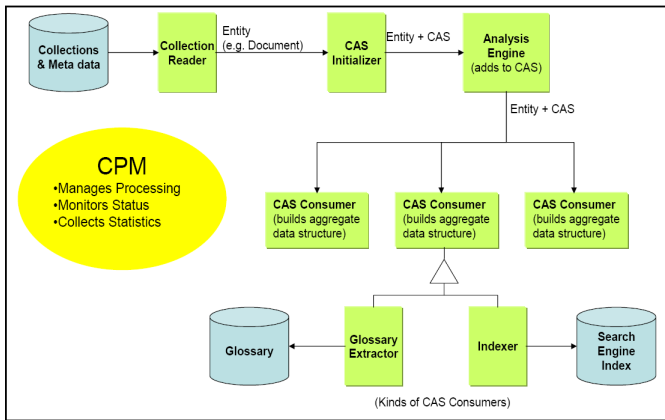 Collections
& Meta data
Collection
Reader
Entity
(e.g. Document)
CAS
Initializer
Entity + CAS
Analysis
Engine
(adds to CAS)
Entity + CAS
CPM
•Manages Processing
•Monitors Status
•Collects Statistics
CAS Consumer
(builds aggregate
data structure)
CAS Consumer
(builds aggregate
data structure)
CAS Consumer
(builds aggregate
data structure)
Glossary
Glossary
Extractor
Indexer
Search
Engine
Index
(Kinds of CAS Consumers)